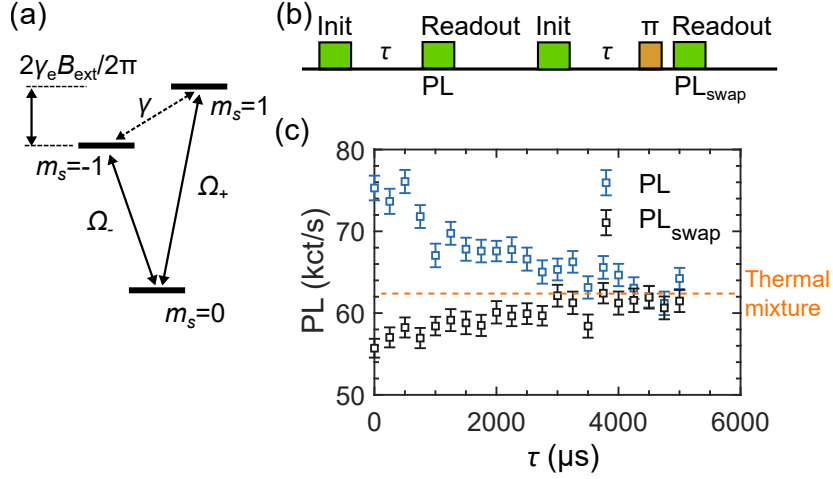 (a)
2γeBext/2π
γ
ms=1
ms=-1
Ω-
Ω+
ms=0
(b)
Init
Readout
Init
Readout
τ
τ
π
PL
PLswap
(c)
80
70
60
50
PL (kct/s)
PL
PLswap
Thermal
mixture
0
2000
4000
6000
τ (µs)